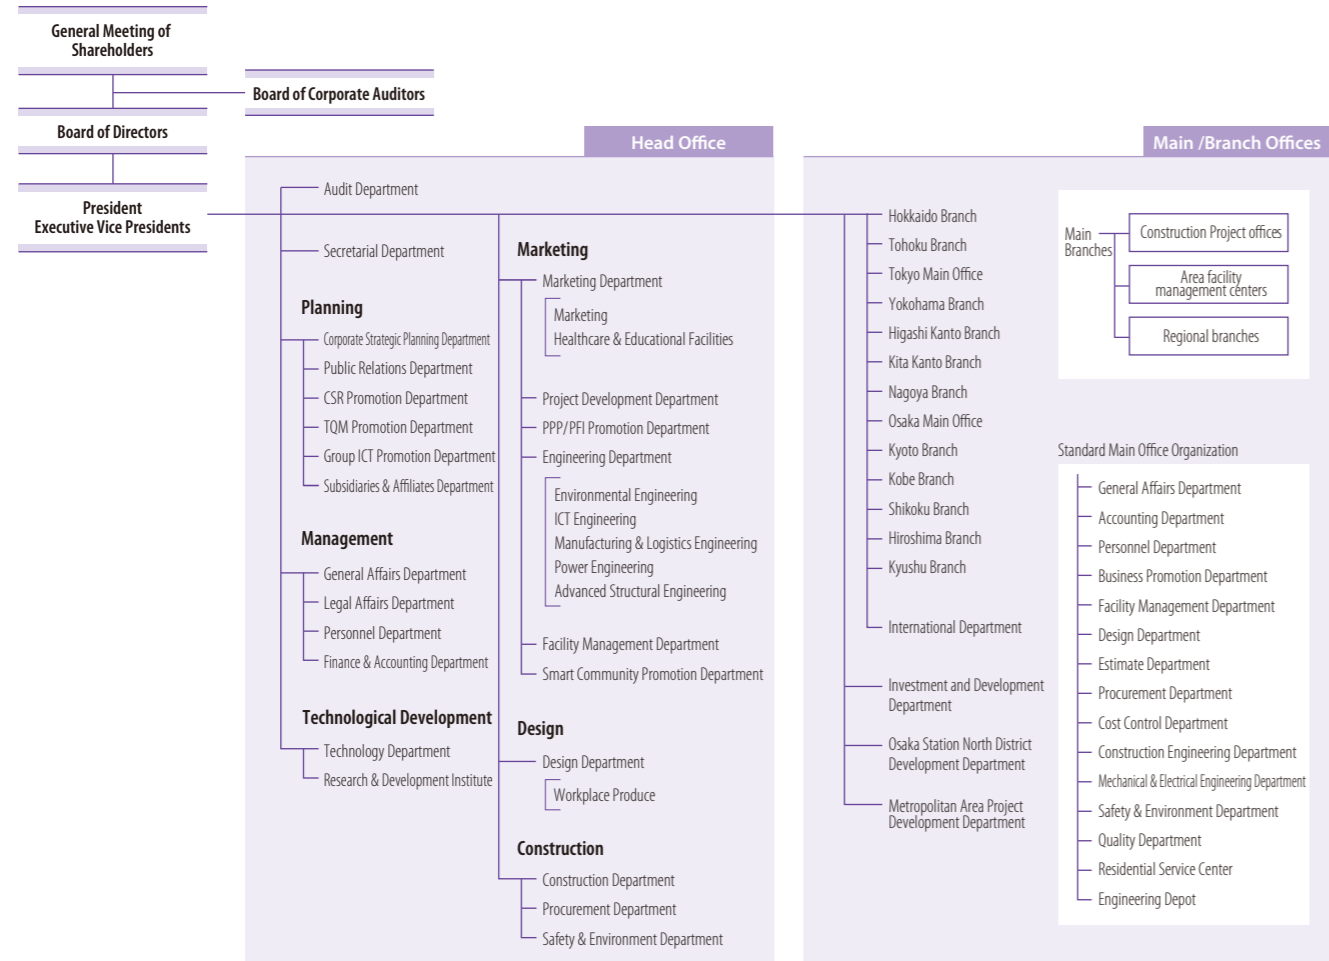 General Meeting of
Shareholders
Board of Corporate Auditors
Board of Directors
President
Executive Vice Presidents
Head Office
Audit Department
Secretarial Department
Planning
Corporate Strategic Planning Department
Public Relations Department
CSR Promotion Department
TQM Promotion Department
Group ICT Promotion Department
Subsidiaries & Affiliates Department
Management
General Affairs Department
Legal Affairs Department
Personnel Department
Finance & Accounting Department
Technological Development
Technology Department
Research & Development Institute
Marketing
Marketing Department
Marketing
Healthcare & Educational Facilities
Project Development Department
PPP/PFI Promotion Department
Engineering Department
Environmental Engineering
ICT Engineering
Manufacturing & Logistics Engineering
Power Engineering
Advanced Structural Engineering
Facility Management Department
Smart Community Promotion Department
Design
Design Department
Workplace Produce
Construction
Construction Department
Procurement Department
Safety & Environment Department
Main /Branch Offices
Hokkaido Branch
Tohoku Branch
Tokyo Main Office
Yokohama Branch
Higashi Kanto Branch
Kita Kanto Branch
Nagoya Branch
Osaka Main Office
Kyoto Branch
Kobe Branch
Shikoku Branch
Hiroshima Branch
Kyushu Branch
International Department
Investment and Development
Department
Osaka Station North District
Development Department
Metropolitan Area Project
Development Department
Main
Branches
Construction Project offices
Area facility
management centers
Regional branches
Standard Main Office Organization
General Affairs Department
Accounting Department
Personnel Department
Business Promotion Department
Facility Management Department
Design Department
Estimate Department
Procurement Department
Cost Control Department
Construction Engineering Department
Mechanical & Electrical Engineering Department
Safety & Environment Department
Quality Department
Residential Service Center
Engineering Depot